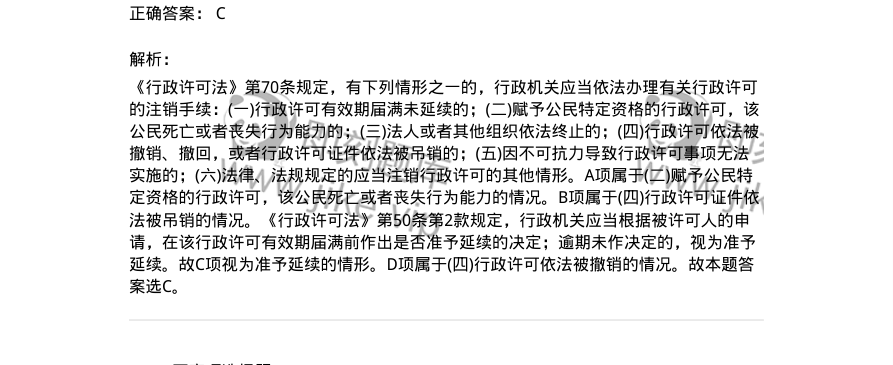 正确答案： C
解析：
《行政许可法》第70条规定，有下列情形之一的，行政机关应当依法办理有关行政许可
的注销手续：(一)行政许可有效期届满未延续的；(二)赋予公民特定资格的行政许可，该
公民死亡或者丧失行为能力的；(三)法人或者其他组织依法终止的；(四)行政许可依法被
撤销、撤回，或者行政许可证件依法被吊销的；(五)因不可抗力导致行政许可事项无法
实施的；(六)法律、法规规定的应当注销行政许可的其他情形。A项属于(二)赋予公民特
定资格的行政许可，该公民死亡或者丧失行为能力的情况。B项属于(四)行政许可证件依
法被吊销的情况。《行政许可法》第50条第2款规定，行政机关应当根据被许可人的申
请，在该行政许可有效期届满前作出是否准予延续的决定；逾期未作决定的，视为准予
延续。故C项视为准予延续的情形。D项属于(四)行政许可依法被撤销的情况。故本题答
案选C。